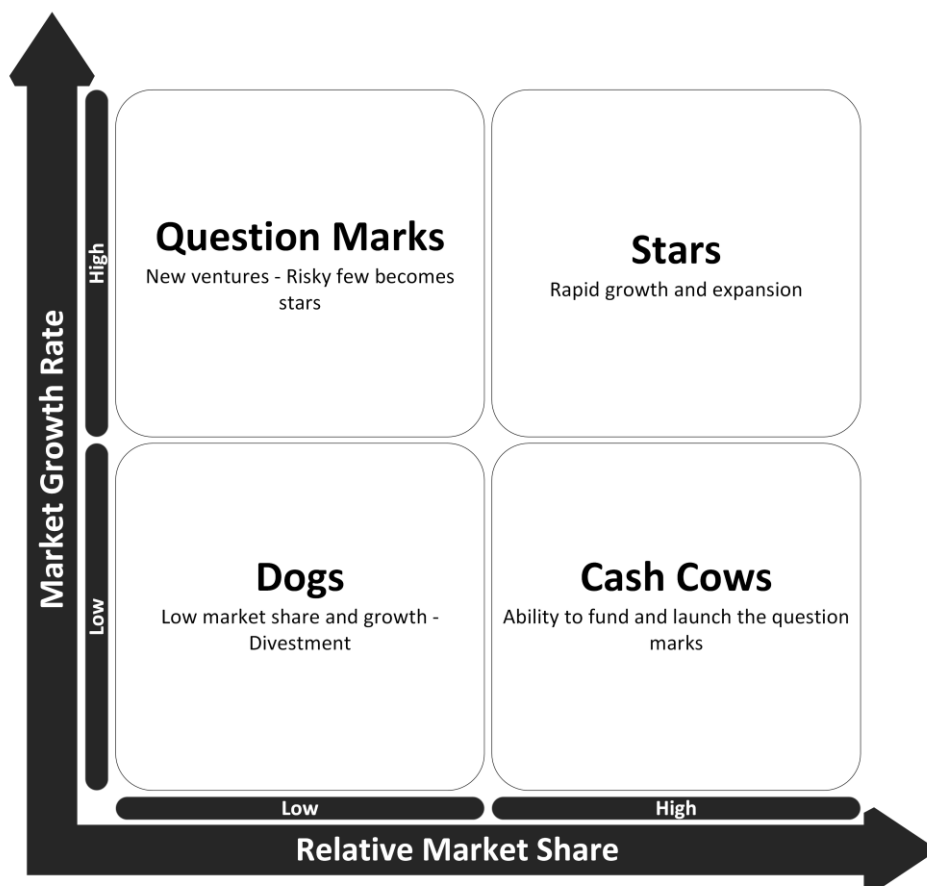 Market Growth Rate
High
Question Marks
New ventures - Risky few becomes
stars
Stars
Rapid growth and expansion
Low
Dogs
Low market share and growth -
Divestment
Cash Cows
Ability to fund and launch the question
marks
Low
High
Relative Market Share